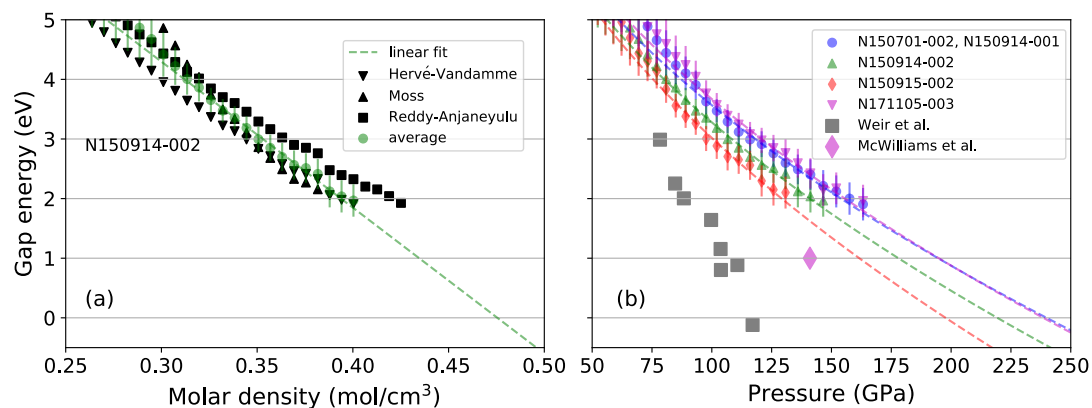 5
4
3
2
1
0
Gap energy (eV)
0.25
0.30
0.35
0.40
0.45
0.50
Molar density (mol/cm³)
linear fit
Hervé-Vandamme
Moss
Reddy-Anjaneyulu
average
N150914-002
(a)
N150701-002, N150914-001
N150914-002
N150915-002
N171105-003
Weir et al.
McWilliams et al.
(b)
50
75
100
125
150
175
200
225
250
Pressure (GPa)